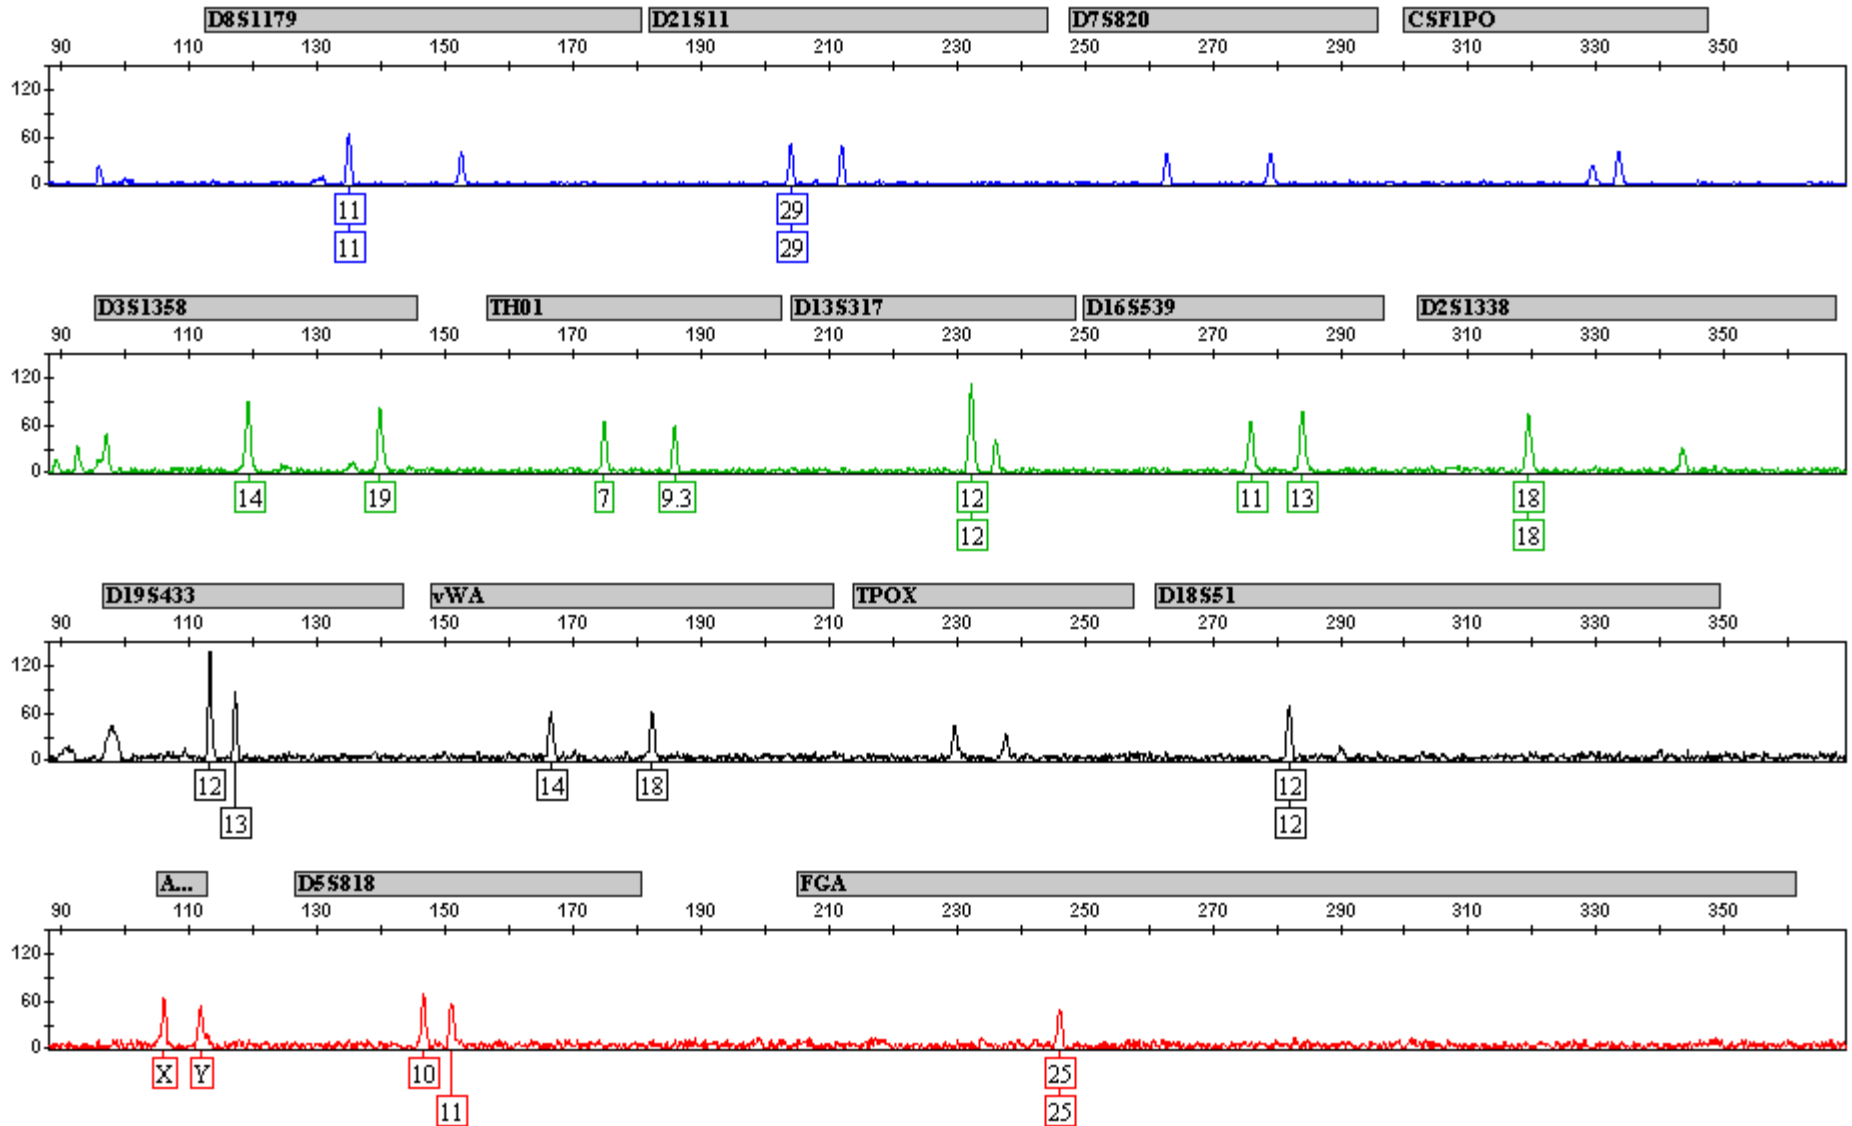 D8S1179 D21S11 D7S820 CSF1PO
90 110 130 150 170 190 210 230 250 270 290 310 330 350
120
60
0
11 29
11 29
D3S1358 TH01 D13S317 D16S539 D2S1338
90 110 130 150 170 190 210 230 250 270 290 310 330 350
120
60
0
14 19 7 9.3 12 11 13 18
12 18
D19S433 vWA TPOX D18S51
90 110 130 150 170 190 210 230 250 270 290 310 330 350
120
60
0
12 14 18 12
13 12
A... D5S818 FGA
90 110 130 150 170 190 210 230 250 270 290 310 330 350
120
60
0
X Y 10 25
11 25